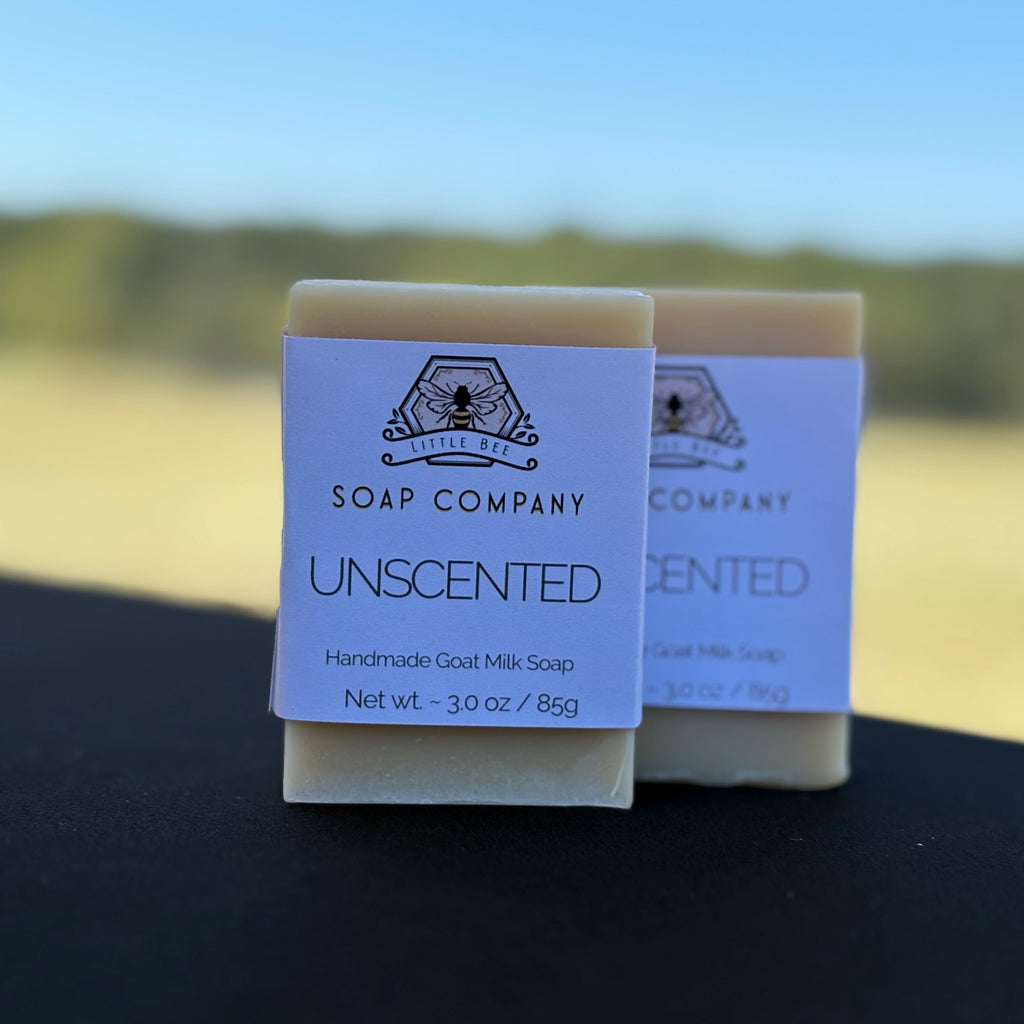 LITTLE BEE
SOAP COMPANY
UNSCENTED
Handmade Goat Milk Soap
Net wt. ~ 3.0 oz / 85g
COMPANY
CENTED
Goat Milk Soap
~ 3.0 oz / 85g